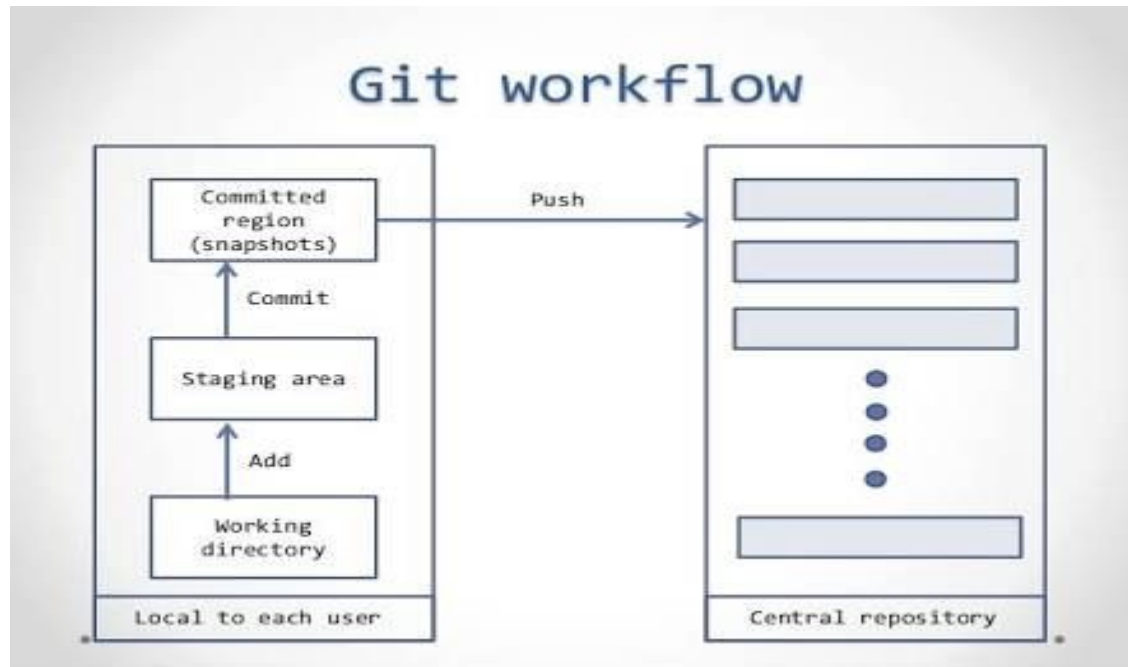 Git workflow
Committed
region
(snapshots)
Push
Commit
Staging area
Add
Working
directory
Local to each user
Central repository